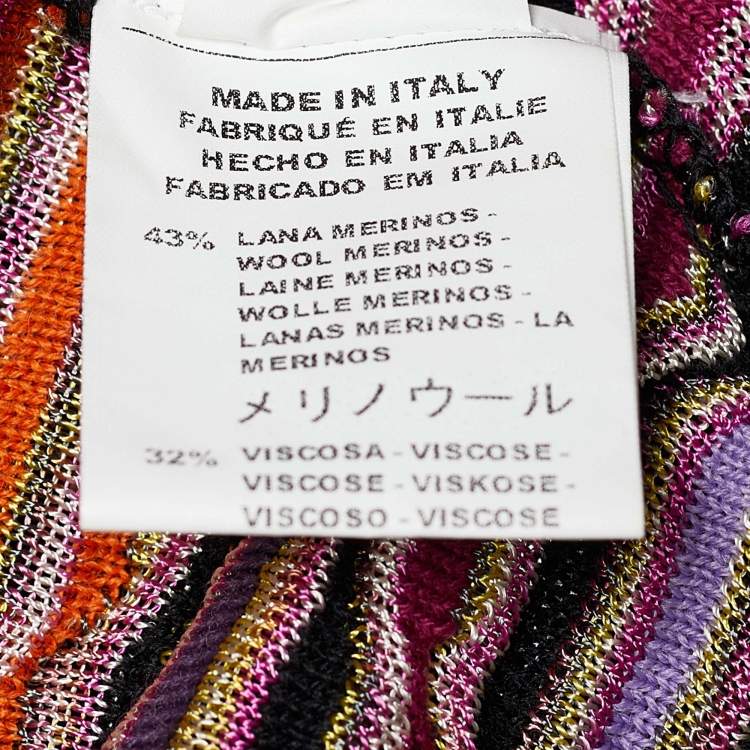 MADE IN ITALY
FABRIQUÉ EN ITALIE
HECHO EN ITALIA
FABRICADO EM ITALIA
43% LANA MERINOS -
WOOL MERINOS -
LAINE MERINOS -
WOLLE MERINOS -
LANAS MERINOS - LA
MERINOS
メリノウール
32% VISCOSA - VISCOSE -
VISCOSE - VISKOSE -
VISCOSO - VISCOSE